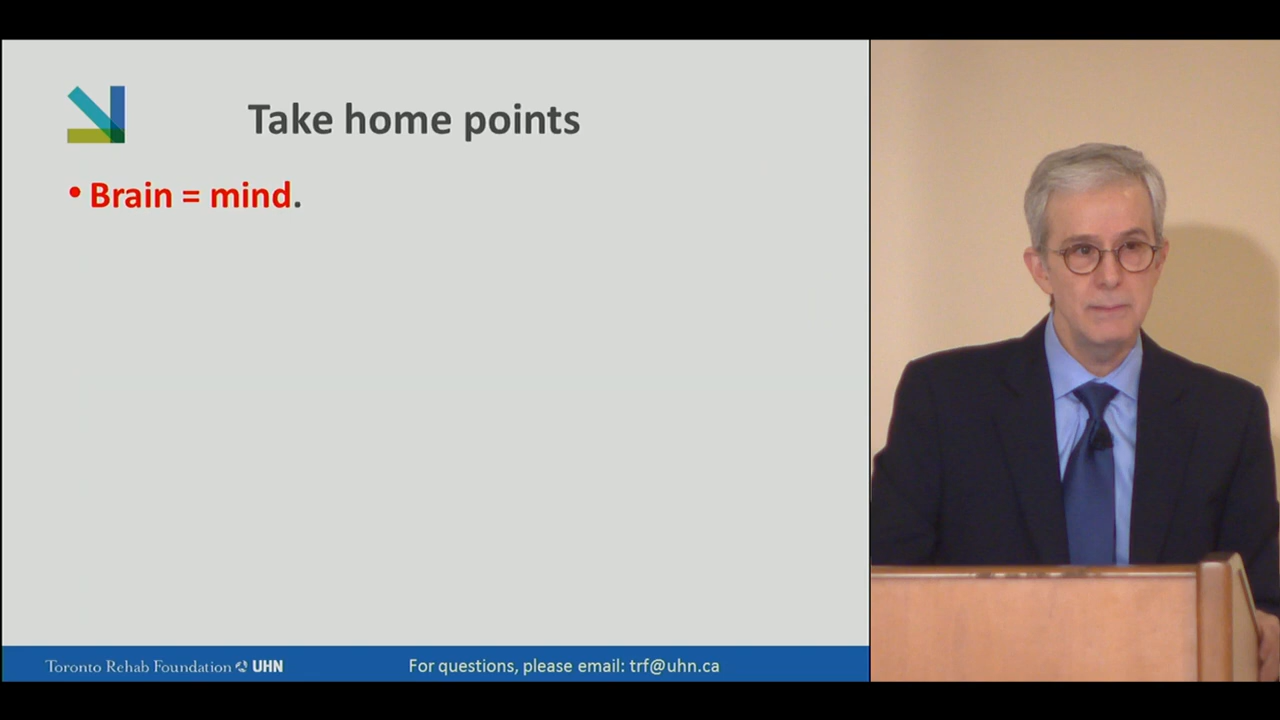 Take home points
• Brain = mind.
Toronto Rehab Foundation UHN
For questions, please email: trf@uhn.ca